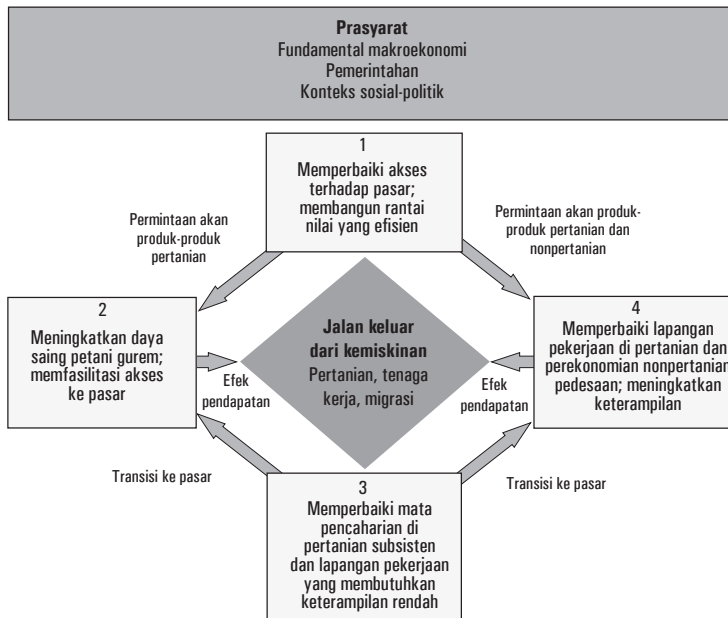 Prasyarat
Fundamental makroekonomi
Pemerintahan
Konteks sosial-politik
1
Memperbaiki akses
terhadap pasar;
membangun rantai
nilai yang efisien
Permintaan akan
produk-produk
pertanian
Permintaan akan produk-
produk pertanian dan
nonpertanian
2
Meningkatkan daya
saing petani gurem;
memfasilitasi akses
ke pasar
Jalan keluar
dari kemiskinan
Pertanian, tenaga
kerja, migrasi
4
Memperbaiki lapangan
pekerjaan di pertanian dan
perekonomian nonpertanian
pedesaan; meningkatkan
keterampilan
Efek
pendapatan
Efek
pendapatan
Transisi ke pasar
Transisi ke pasar
3
Memperbaiki mata
pencaharian di
pertanian subsisten
dan lapangan pekerjaan
yang membutuhkan
keterampilan rendah